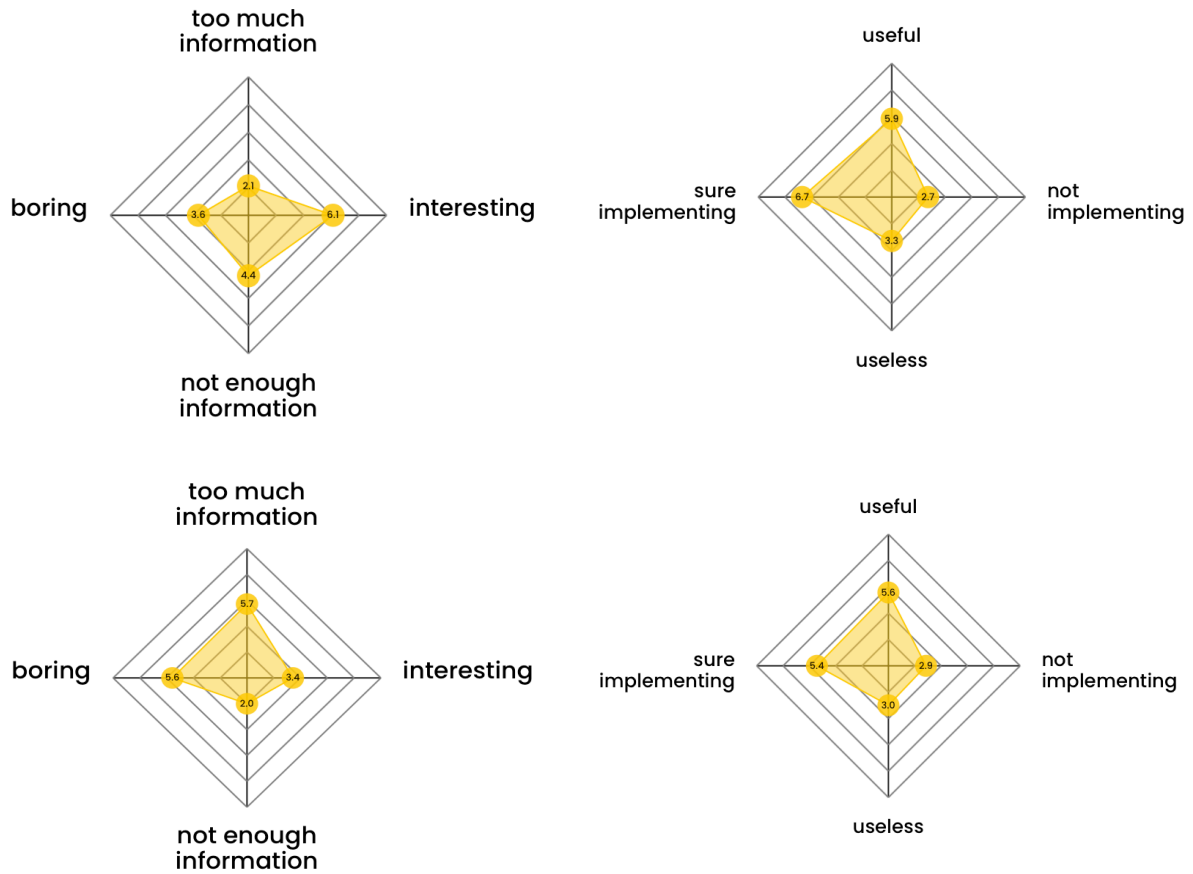 too much
information
2.1
boring
3.6
6.1
interesting
4.4
not enough
information
useful
5.9
sure
implementing
6.7
2.7
not
implementing
3.3
useless
too much
information
5.7
boring
5.6
3.4
interesting
2.0
not enough
information
useful
5.6
sure
implementing
5.4
2.9
not
implementing
3.0
useless